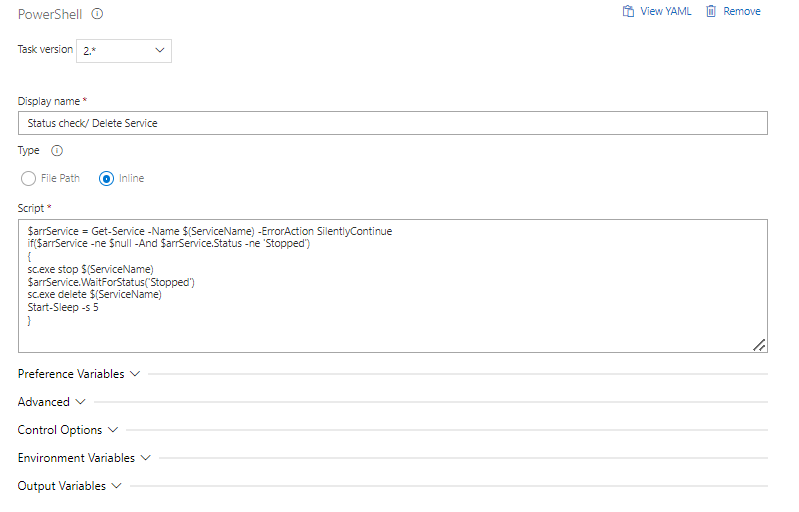 PowerShell
View YAML
Remove
Task version 2.*
Display name *
Status check/ Delete Service
Type
File Path
Inline
Script *
$arrService = Get-Service -Name $(ServiceName) -ErrorAction SilentlyContinue
if($arrService -ne $null -And $arrService.Status -ne 'Stopped')
{
sc.exe stop $(ServiceName)
$arrService.WaitForStatus('Stopped')
sc.exe delete $(ServiceName)
Start-Sleep -s 5
}
Preference Variables
Advanced
Control Options
Environment Variables
Output Variables